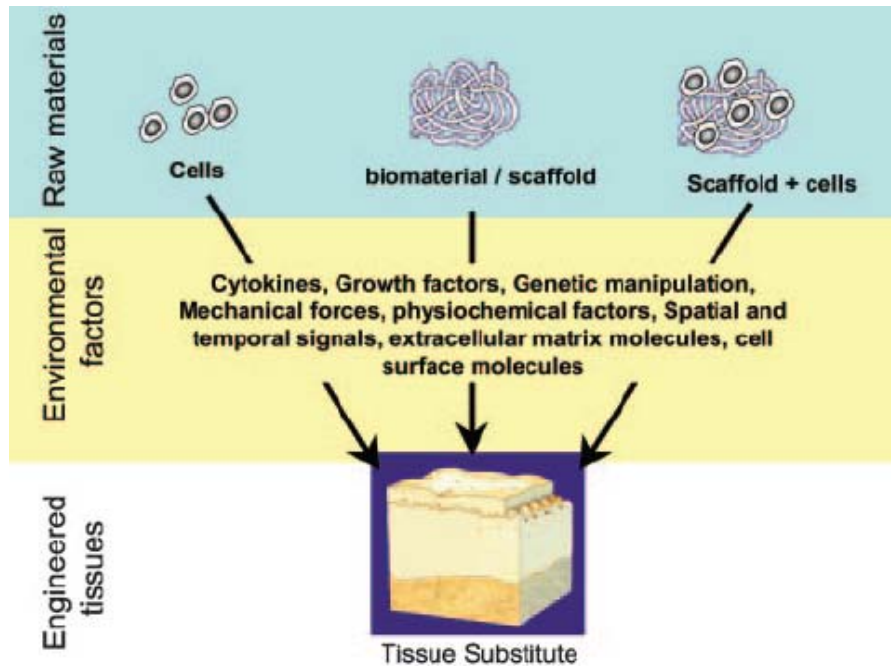 Raw materials
Cells
biomaterial / scaffold
Scaffold + cells
Environmental
factors
Cytokines, Growth factors, Genetic manipulation,
Mechanical forces, physiochemical factors, Spatial and
temporal signals, extracellular matrix molecules, cell
surface molecules
Engineered
tissues
Tissue Substitute